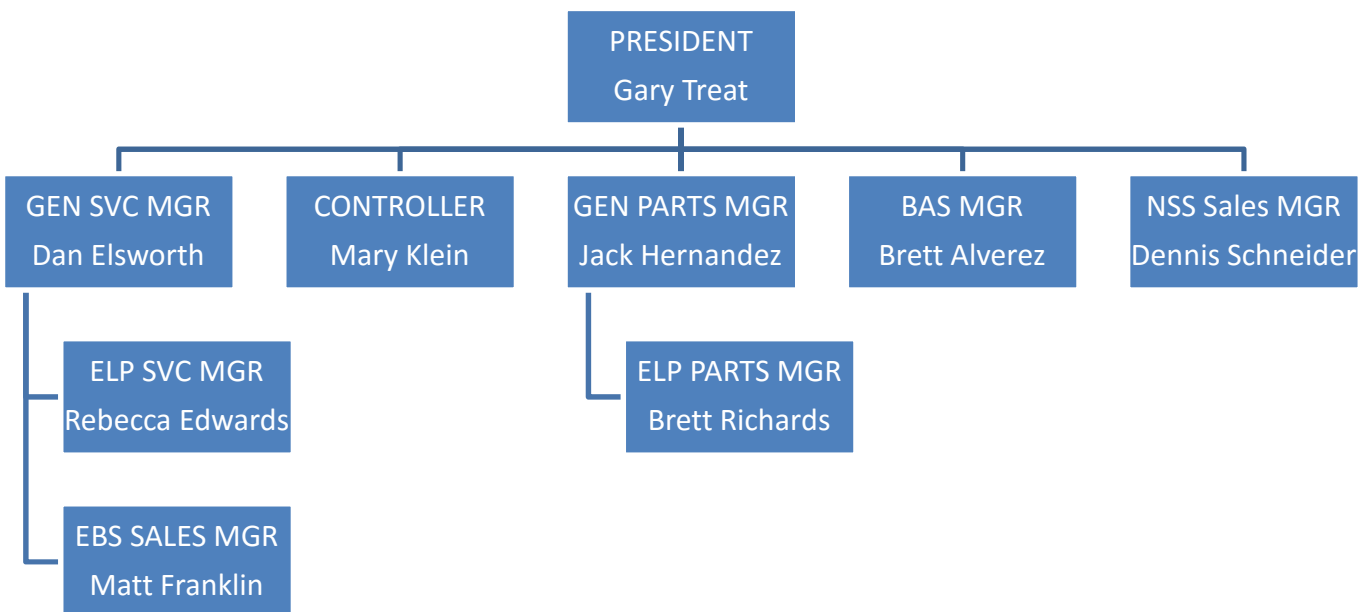 PRESIDENT
Gary Treat
GEN SVC MGR
Dan Elsworth
CONTROLLER
Mary Klein
GEN PARTS MGR
Jack Hernandez
BAS MGR
Brett Alverez
NSS Sales MGR
Dennis Schneider
ELP SVC MGR
Rebecca Edwards
ELP PARTS MGR
Brett Richards
EBS SALES MGR
Matt Franklin